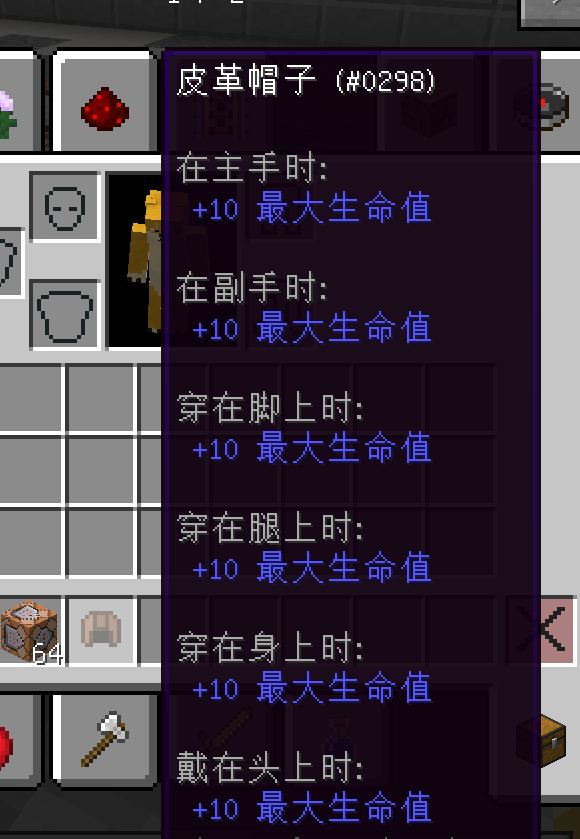 皮革帽子 (#0298)
在主手时:
+10 最大生命值
在副手时:
+10 最大生命值
穿在脚上时:
+10 最大生命值
穿在腿上时:
+10 最大生命值
穿在身上时:
+10 最大生命值
64
戴在头上时:
+10 最大生命值